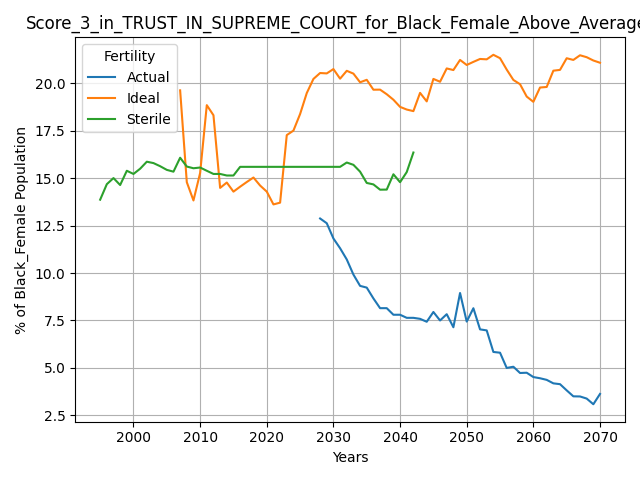 Score_3_in_TRUST_IN_SUPREME_COURT_for_Black_Female_Above_Average
Fertility
Actual
Ideal
Sterile
% of Black_Female Population
20.0
17.5
15.0
12.5
10.0
7.5
5.0
2.5
2000 2010 2020 2030 2040 2050 2060 2070
Years